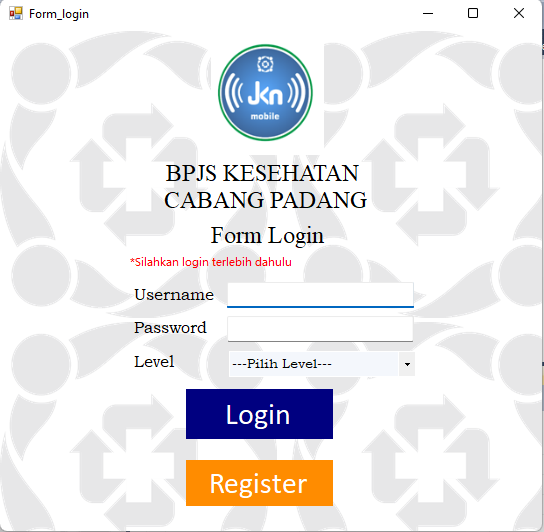 Form_login
JKn
mobile
BPJS KESEHATAN
CABANG PADANG
Form Login
*Silahkan login terlebih dahulu
Username
Password
Level
---Pilih Level---
Login
Register